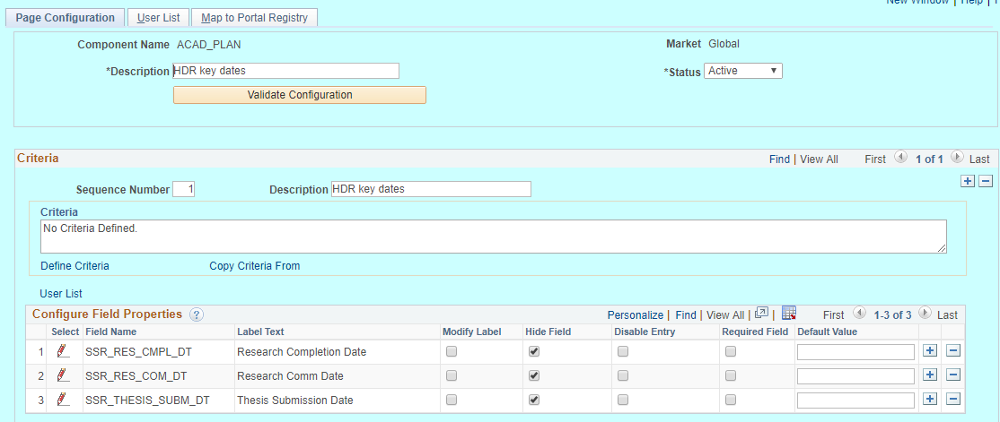 New Window | Help |
Page Configuration User List Map to Portal Registry
Component Name ACAD_PLAN Market Global
*Description HDR key dates *Status Active
Validate Configuration
Criteria Find | View All First 1 of 1 Last
Sequence Number 1 Description HDR key dates
Criteria
No Criteria Defined.
Define Criteria Copy Criteria From
User List
Configure Field Properties ? Personalize | Find | View All | | First 1-3 of 3 Last
Select Field Name Label Text Modify Label Hide Field Disable Entry Required Field Default Value
1 SSR_RES_CMPL_DT Research Completion Date
2 SSR_RES_COM_DT Research Comm Date
3 SSR_THESIS_SUBM_DT Thesis Submission Date